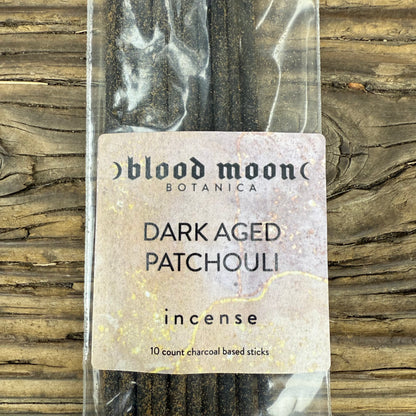 blood moon
BOTANICA
DARK AGED
PATCHOULI
incense
10 count charcoal based sticks